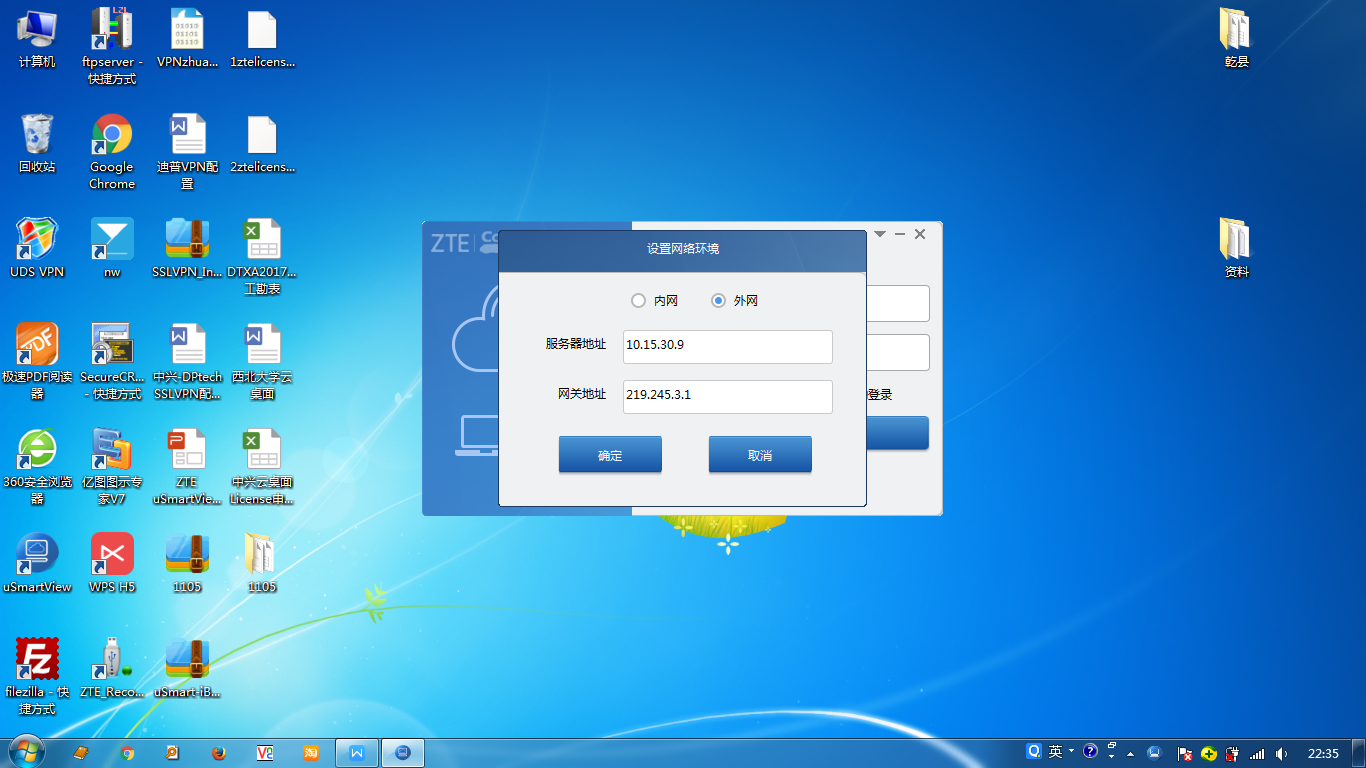 计算机
ftpserver -
快捷方式
VPNzhua...
1ztelicens...
乾县
回收站
Google
Chrome
迪普VPN配
置
2ztelicens...
UDS VPN
nw
SSLVPN_In...
DTXA2017...
工勘表
资料
极速PDF阅读
器
SecureCR...
- 快捷方式
中兴-DPtech
SSLVPN配...
西北大学云
桌面
360安全浏览
器
亿图图示专
家V7
ZTE
uSmartVie...
中兴云桌面
License申...
uSmartView
WPS H5
1105
1105
filezilla - 快
捷方式
ZTE_Reco...
uSmart-iB...
ZTE
设置网络环境
内网
外网
服务器地址
10.15.30.9
网关地址
219.245.3.1
登录
确定
取消
英
22:35